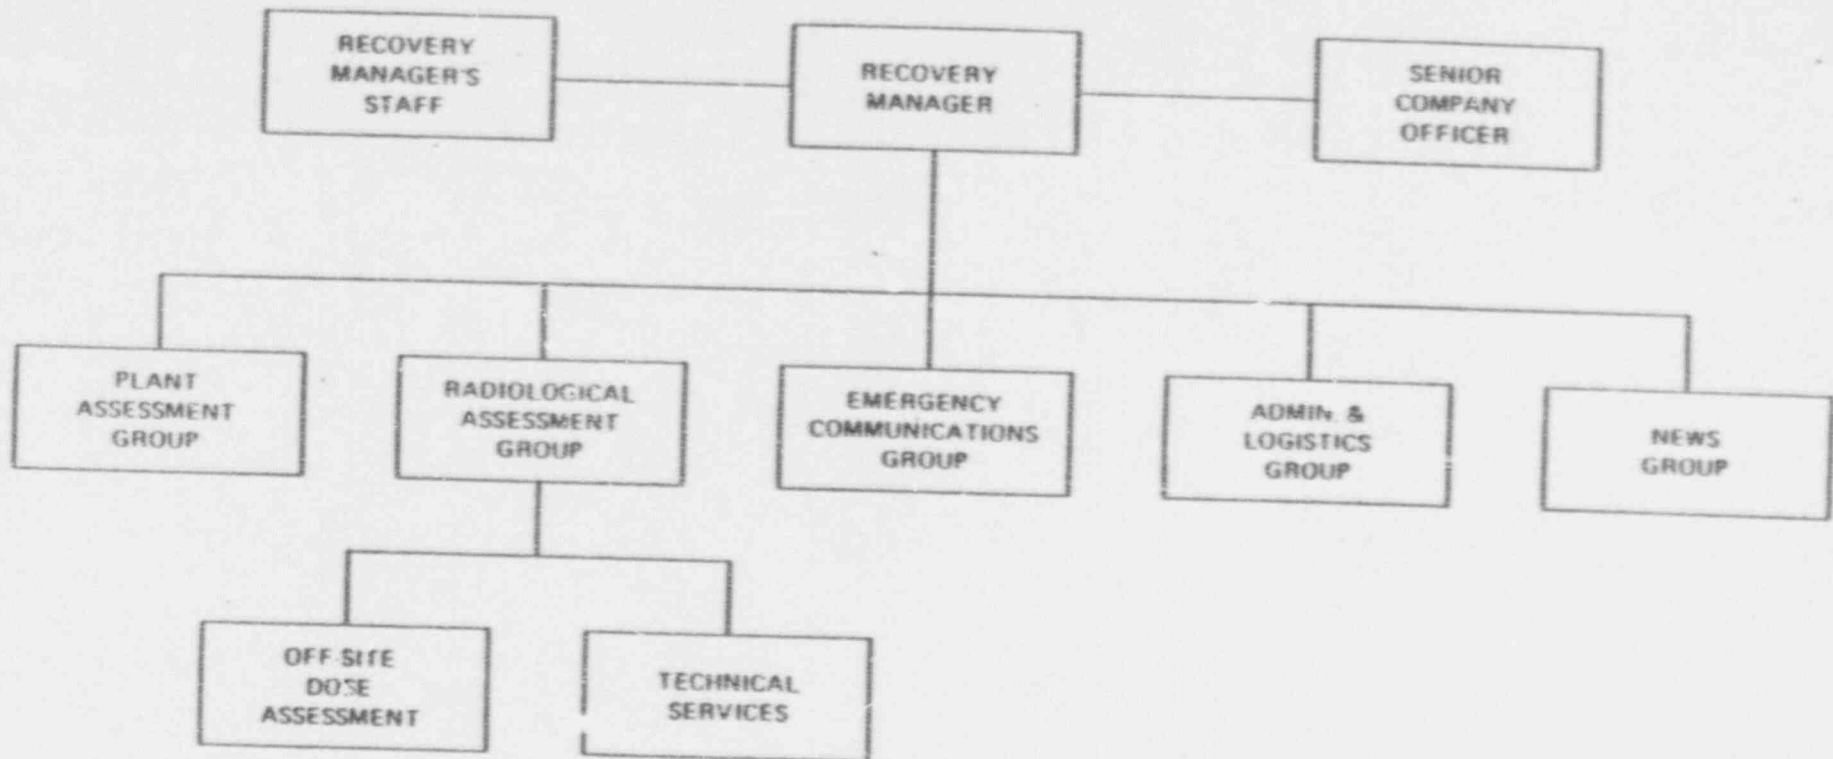 RECOVERY
MANAGER'S
STAFF
RECOVERY
MANAGER
SENIOR
COMPANY
OFFICER
PLANT
ASSESSMENT
GROUP
RADIOLOGICAL
ASSESSMENT
GROUP
EMERGENCY
COMMUNICATIONS
GROUP
ADMIN. &
LOGISTICS
GROUP
NEWS
GROUP
OFF-SITE
DOSE
ASSESSMENT
TECHNICAL
SERVICES